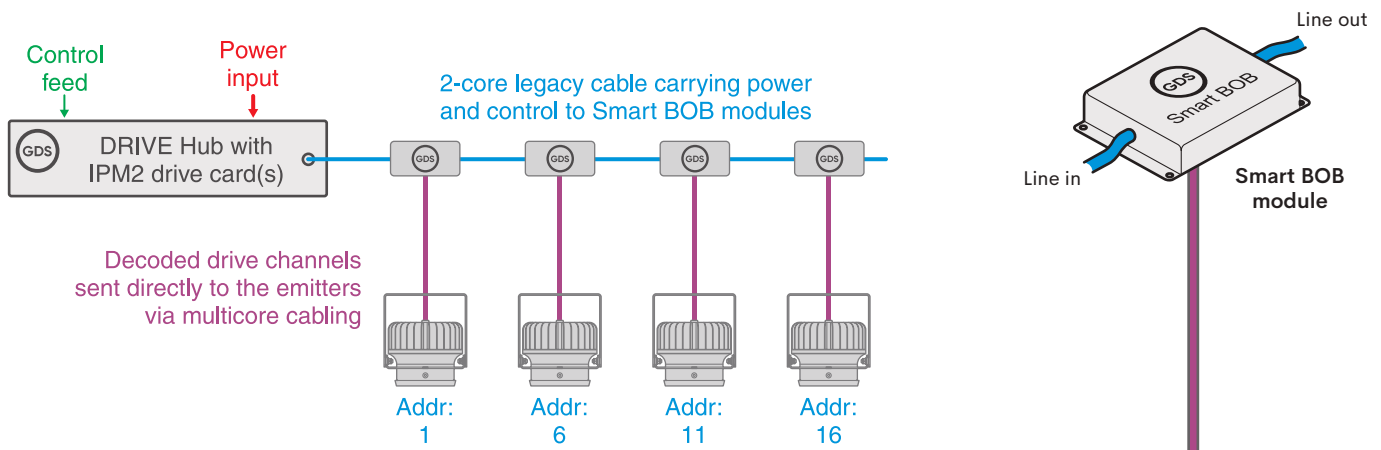 Control
feed
Power
input
2-core legacy cable carrying power
and control to Smart BOB modules
GDS
DRIVE Hub with
IPM2 drive card(s)
GDS
GDS
GDS
GDS
Decoded drive channels
sent directly to the emitters
via multicore cabling
Addr:
1
Addr:
6
Addr:
11
Addr:
16
Line out
GDS
Smart BOB
Line in
Smart BOB
module